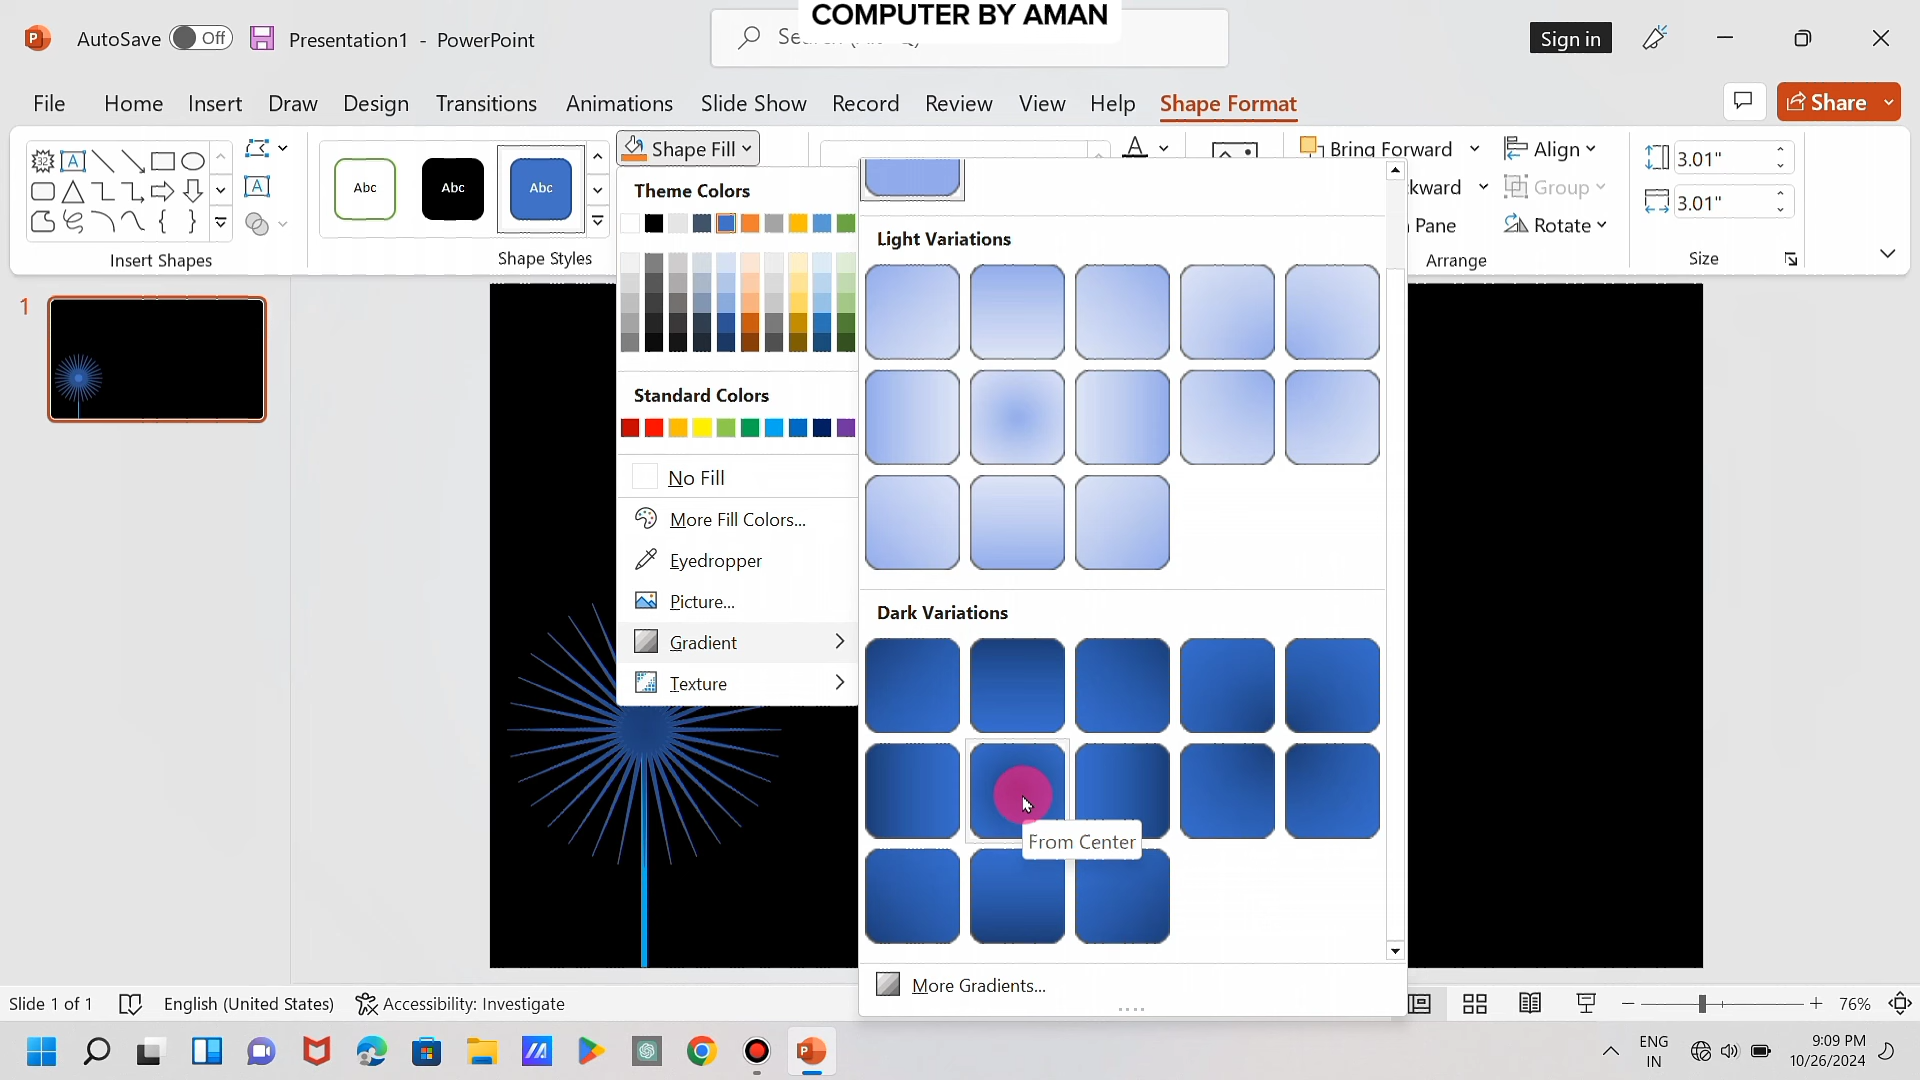 COMPUTER BY AMAN
AutoSave Off Presentation1 - PowerPoint
Sign in
File Home Insert Draw Design Transitions Animations Slide Show Record Review View Help Shape Format
Share
Shape Fill
Bring Forward
Align
3.01"
Abc Abc Abc
kward
Group
3.01"
Pane
Rotate
Insert Shapes
Shape Styles
Arrange
Size
Theme Colors
Standard Colors
No Fill
More Fill Colors...
Eyedropper
Picture...
Gradient
Texture
Light Variations
Dark Variations
From Center
More Gradients...
1
Slide 1 of 1
English (United States)
Accessibility: Investigate
76%
ENG
IN
9:09 PM
10/26/2024